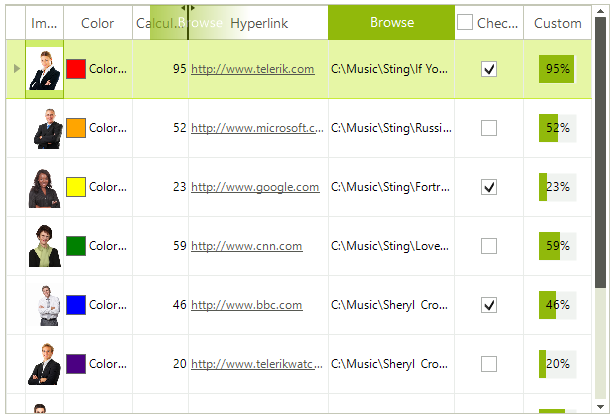 Im... Color Calcul... Browse Hyperlink Browse Chec... Custom
Color... 95 http://www.telerik.com C:\Music\Sting\If Yo... 95%
Color... 52 http://www.microsoft.c... C:\Music\Sting\Russi... 52%
Color... 23 http://www.google.com C:\Music\Sting\Fortr... 23%
Color... 59 http://www.cnn.com C:\Music\Sting\Love... 59%
Color... 46 http://www.bbc.com C:\Music\Sheryl Cro... 46%
Color... 20 http://www.telerikwatc... C:\Music\Sheryl Cro... 20%